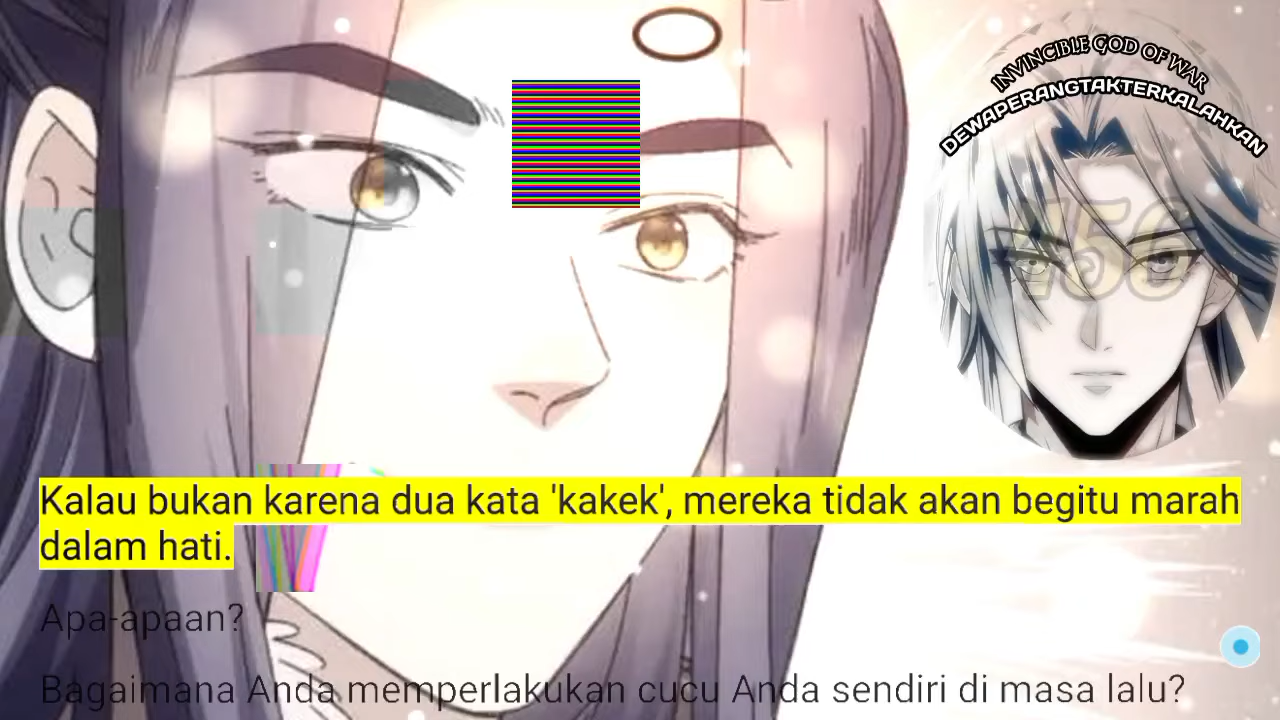 INVINCIBLE GOD OF WAR
DEWAPERANGTAKTERKALAHKAN
Kalau bukan karena dua kata 'kakek', mereka tidak akan begitu marah
dalam hati.
Apa-apaan?
Bagaimana Anda memperlakukan cucu Anda sendiri di masa lalu?